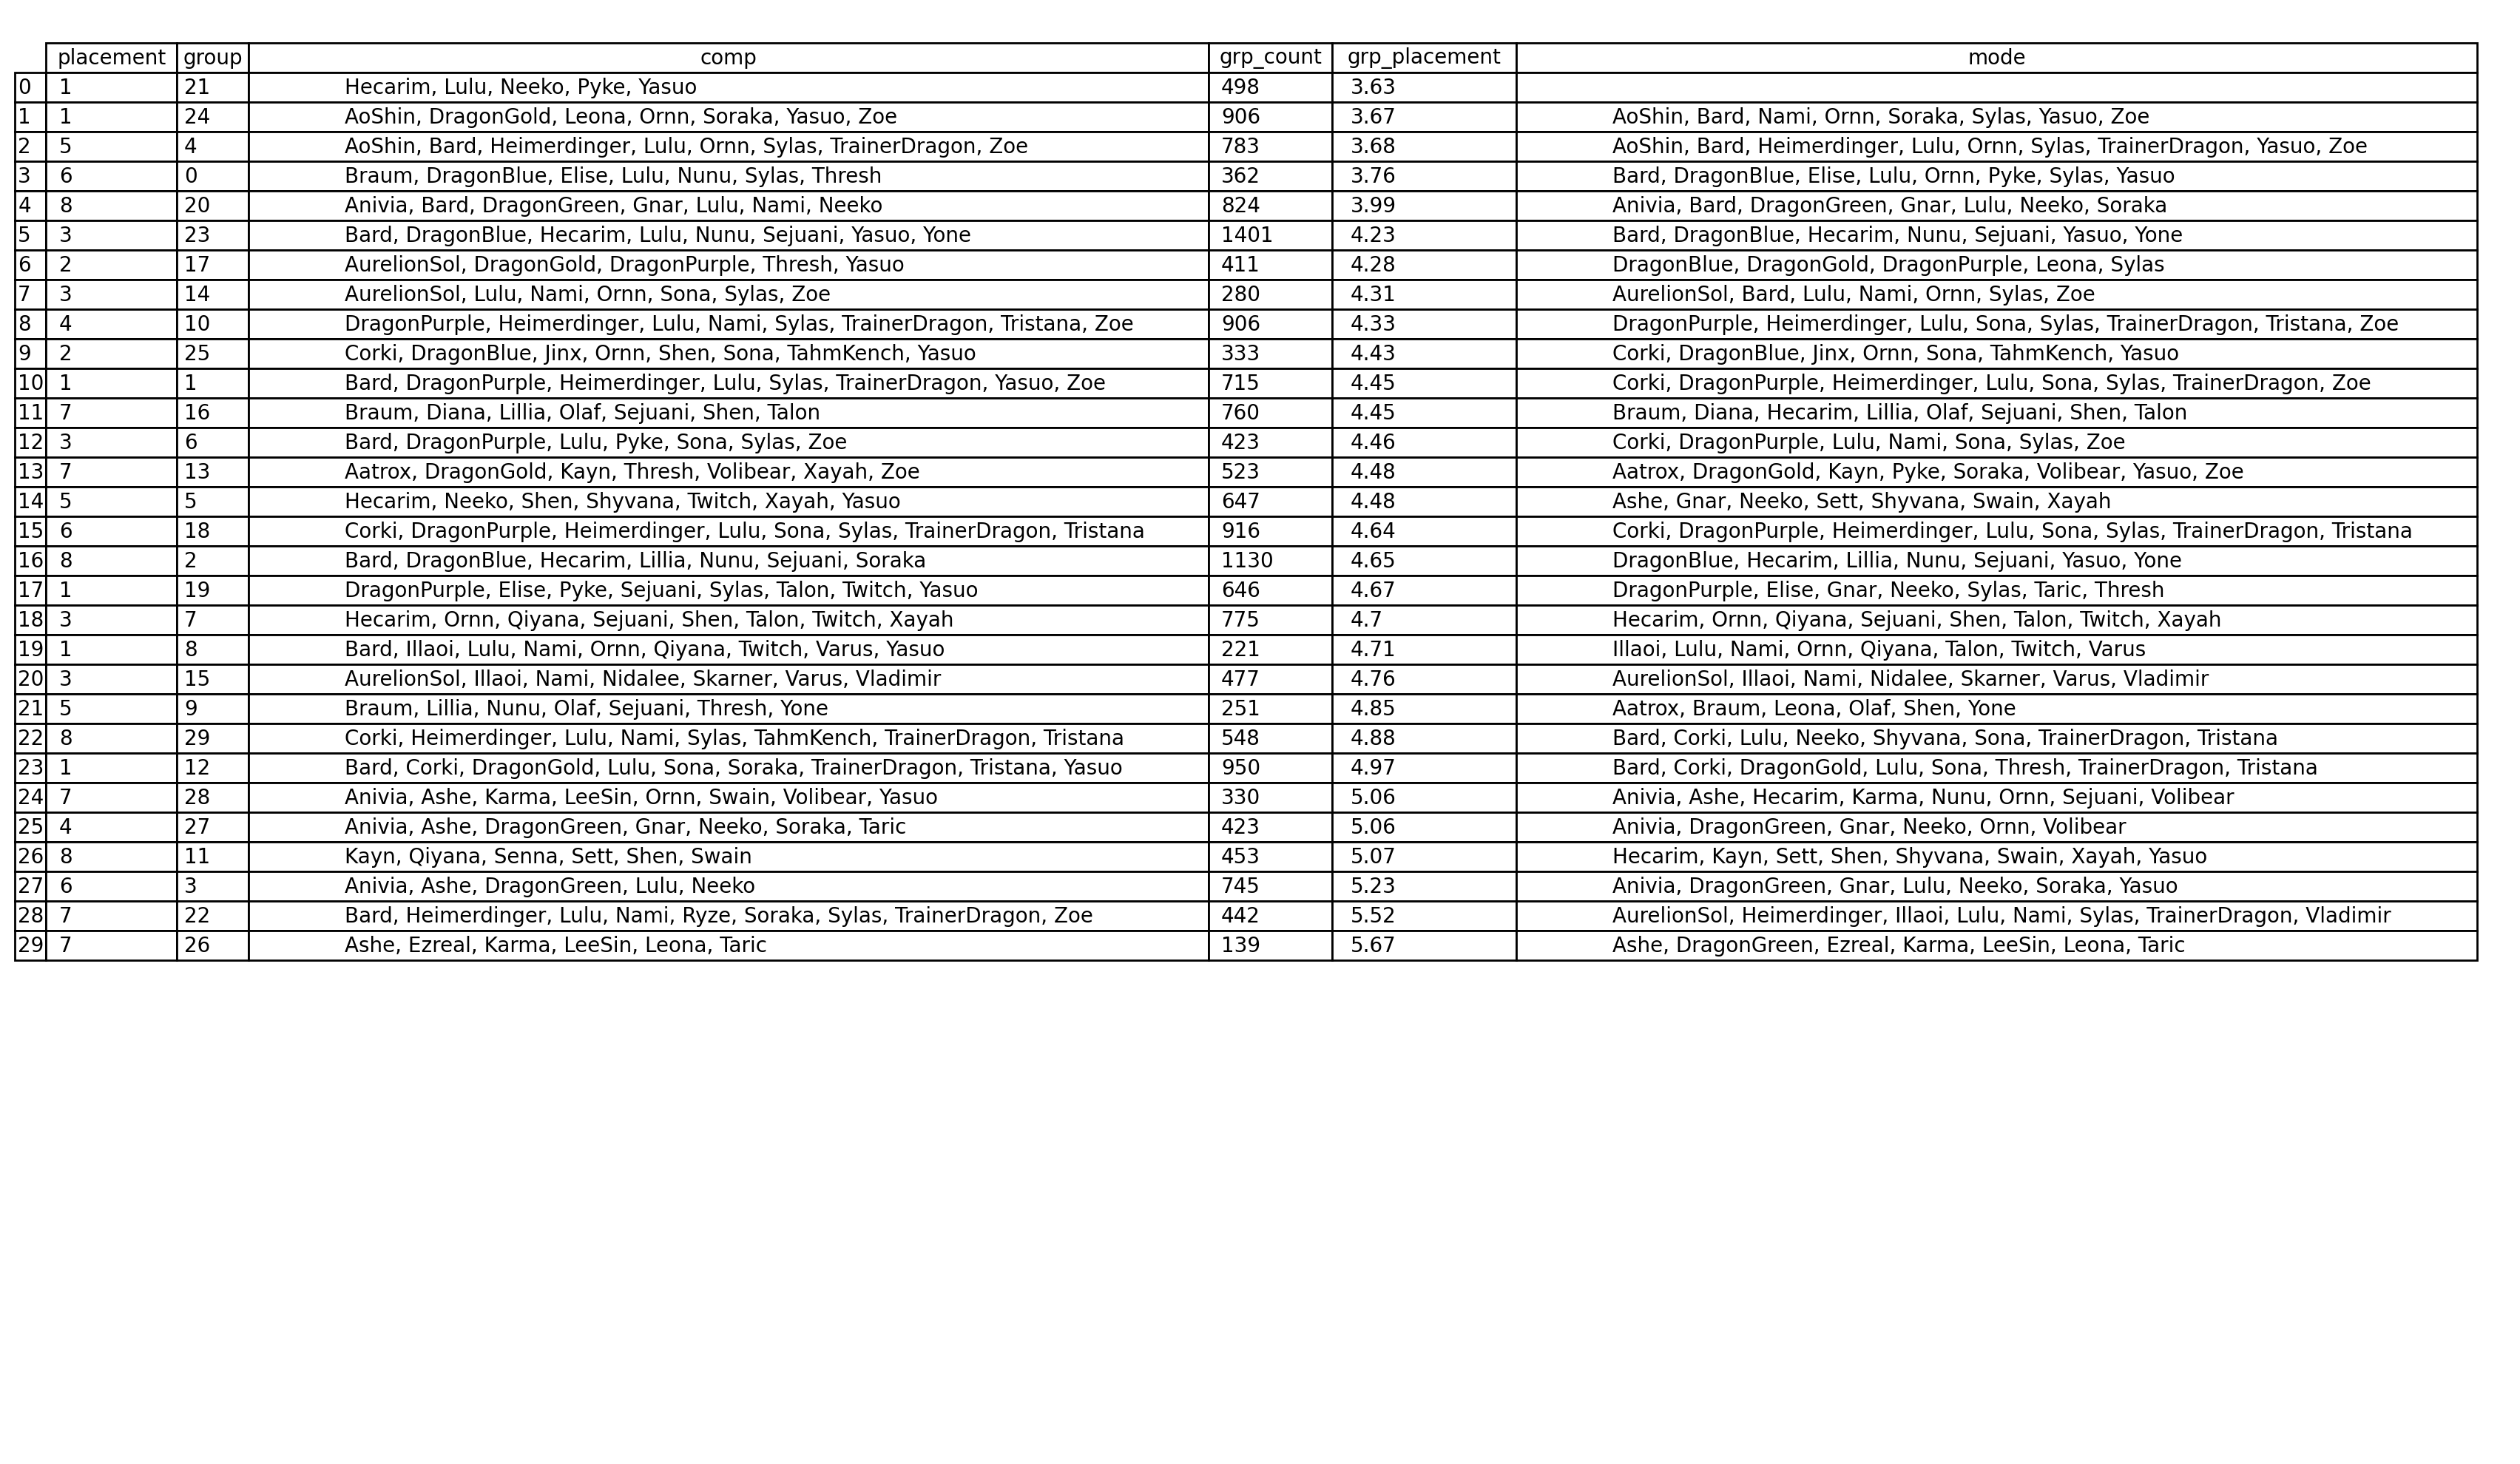 placement group comp grp_count grp_placement mode
0 1 21 Hecarim, Lulu, Neeko, Pyke, Yasuo 498 3.63
1 1 24 AoShin, DragonGold, Leona, Ornn, Soraka, Yasuo, Zoe 906 3.67 AoShin, Bard, Nami, Ornn, Soraka, Sylas, Yasuo, Zoe
2 5 4 AoShin, Bard, Heimerdinger, Lulu, Ornn, Sylas, TrainerDragon, Zoe 783 3.68 AoShin, Bard, Heimerdinger, Lulu, Ornn, Sylas, TrainerDragon, Yasuo, Zoe
3 6 0 Braum, DragonBlue, Elise, Lulu, Nunu, Sylas, Thresh 362 3.76 Bard, DragonBlue, Elise, Lulu, Ornn, Pyke, Sylas, Yasuo
4 8 20 Anivia, Bard, DragonGreen, Gnar, Lulu, Nami, Neeko 824 3.99 Anivia, Bard, DragonGreen, Gnar, Lulu, Neeko, Soraka
5 3 23 Bard, DragonBlue, Hecarim, Lulu, Nunu, Sejuani, Yasuo, Yone 1401 4.23 Bard, DragonBlue, Hecarim, Nunu, Sejuani, Yasuo, Yone
6 2 17 AurelionSol, DragonGold, DragonPurple, Thresh, Yasuo 411 4.28 DragonBlue, DragonGold, DragonPurple, Leona, Sylas
7 3 14 AurelionSol, Lulu, Nami, Ornn, Sona, Sylas, Zoe 280 4.31 AurelionSol, Bard, Lulu, Nami, Ornn, Sylas, Zoe
8 4 10 DragonPurple, Heimerdinger, Lulu, Nami, Sylas, TrainerDragon, Tristana, Zoe 906 4.33 DragonPurple, Heimerdinger, Lulu, Sona, Sylas, TrainerDragon, Tristana, Zoe
9 2 25 Corki, DragonBlue, Jinx, Ornn, Shen, Sona, TahmKench, Yasuo 333 4.43 Corki, DragonBlue, Jinx, Ornn, Sona, TahmKench, Yasuo
10 1 1 Bard, DragonPurple, Heimerdinger, Lulu, Sylas, TrainerDragon, Yasuo, Zoe 715 4.45 Corki, DragonPurple, Heimerdinger, Lulu, Sona, Sylas, TrainerDragon, Zoe
11 7 16 Braum, Diana, Lillia, Olaf, Sejuani, Shen, Talon 760 4.45 Braum, Diana, Hecarim, Lillia, Olaf, Sejuani, Shen, Talon
12 3 6 Bard, DragonPurple, Lulu, Pyke, Sona, Sylas, Zoe 423 4.46 Corki, DragonPurple, Lulu, Nami, Sona, Sylas, Zoe
13 7 13 Aatrox, DragonGold, Kayn, Thresh, Volibear, Xayah, Zoe 523 4.48 Aatrox, DragonGold, Kayn, Pyke, Soraka, Volibear, Yasuo, Zoe
14 5 5 Hecarim, Neeko, Shen, Shyvana, Twitch, Xayah, Yasuo 647 4.48 Ashe, Gnar, Neeko, Sett, Shyvana, Swain, Xayah
15 6 18 Corki, DragonPurple, Heimerdinger, Lulu, Sona, Sylas, TrainerDragon, Tristana 916 4.64 Corki, DragonPurple, Heimerdinger, Lulu, Sona, Sylas, TrainerDragon, Tristana
16 8 2 Bard, DragonBlue, Hecarim, Lillia, Nunu, Sejuani, Soraka 1130 4.65 DragonBlue, Hecarim, Lillia, Nunu, Sejuani, Yasuo, Yone
17 1 19 DragonPurple, Elise, Pyke, Sejuani, Sylas, Talon, Twitch, Yasuo 646 4.67 DragonPurple, Elise, Gnar, Neeko, Sylas, Taric, Thresh
18 3 7 Hecarim, Ornn, Qiyana, Sejuani, Shen, Talon, Twitch, Xayah 775 4.7 Hecarim, Ornn, Qiyana, Sejuani, Shen, Talon, Twitch, Xayah
19 1 8 Bard, Illaoi, Lulu, Nami, Ornn, Qiyana, Twitch, Varus, Yasuo 221 4.71 Illaoi, Lulu, Nami, Ornn, Qiyana, Talon, Twitch, Varus
20 3 15 AurelionSol, Illaoi, Nami, Nidalee, Skarner, Varus, Vladimir 477 4.76 AurelionSol, Illaoi, Nami, Nidalee, Skarner, Varus, Vladimir
21 5 9 Braum, Lillia, Nunu, Olaf, Sejuani, Thresh, Yone 251 4.85 Aatrox, Braum, Leona, Olaf, Shen, Yone
22 8 29 Corki, Heimerdinger, Lulu, Nami, Sylas, TahmKench, TrainerDragon, Tristana 548 4.88 Bard, Corki, Lulu, Neeko, Shyvana, Sona, TrainerDragon, Tristana
23 1 12 Bard, Corki, DragonGold, Lulu, Sona, Soraka, TrainerDragon, Tristana, Yasuo 950 4.97 Bard, Corki, DragonGold, Lulu, Sona, Thresh, TrainerDragon, Tristana
24 7 28 Anivia, Ashe, Karma, LeeSin, Ornn, Swain, Volibear, Yasuo 330 5.06 Anivia, Ashe, Hecarim, Karma, Nunu, Ornn, Sejuani, Volibear
25 4 27 Anivia, Ashe, DragonGreen, Gnar, Neeko, Soraka, Taric 423 5.06 Anivia, DragonGreen, Gnar, Neeko, Ornn, Volibear
26 8 11 Kayn, Qiyana, Senna, Sett, Shen, Swain 453 5.07 Hecarim, Kayn, Sett, Shen, Shyvana, Swain, Xayah, Yasuo
27 6 3 Anivia, Ashe, DragonGreen, Lulu, Neeko 745 5.23 Anivia, DragonGreen, Gnar, Lulu, Neeko, Soraka, Yasuo
28 7 22 Bard, Heimerdinger, Lulu, Nami, Ryze, Soraka, Sylas, TrainerDragon, Zoe 442 5.52 AurelionSol, Heimerdinger, Illaoi, Lulu, Nami, Sylas, TrainerDragon, Vladimir
29 7 26 Ashe, Ezreal, Karma, LeeSin, Leona, Taric 139 5.67 Ashe, DragonGreen, Ezreal, Karma, LeeSin, Leona, Taric